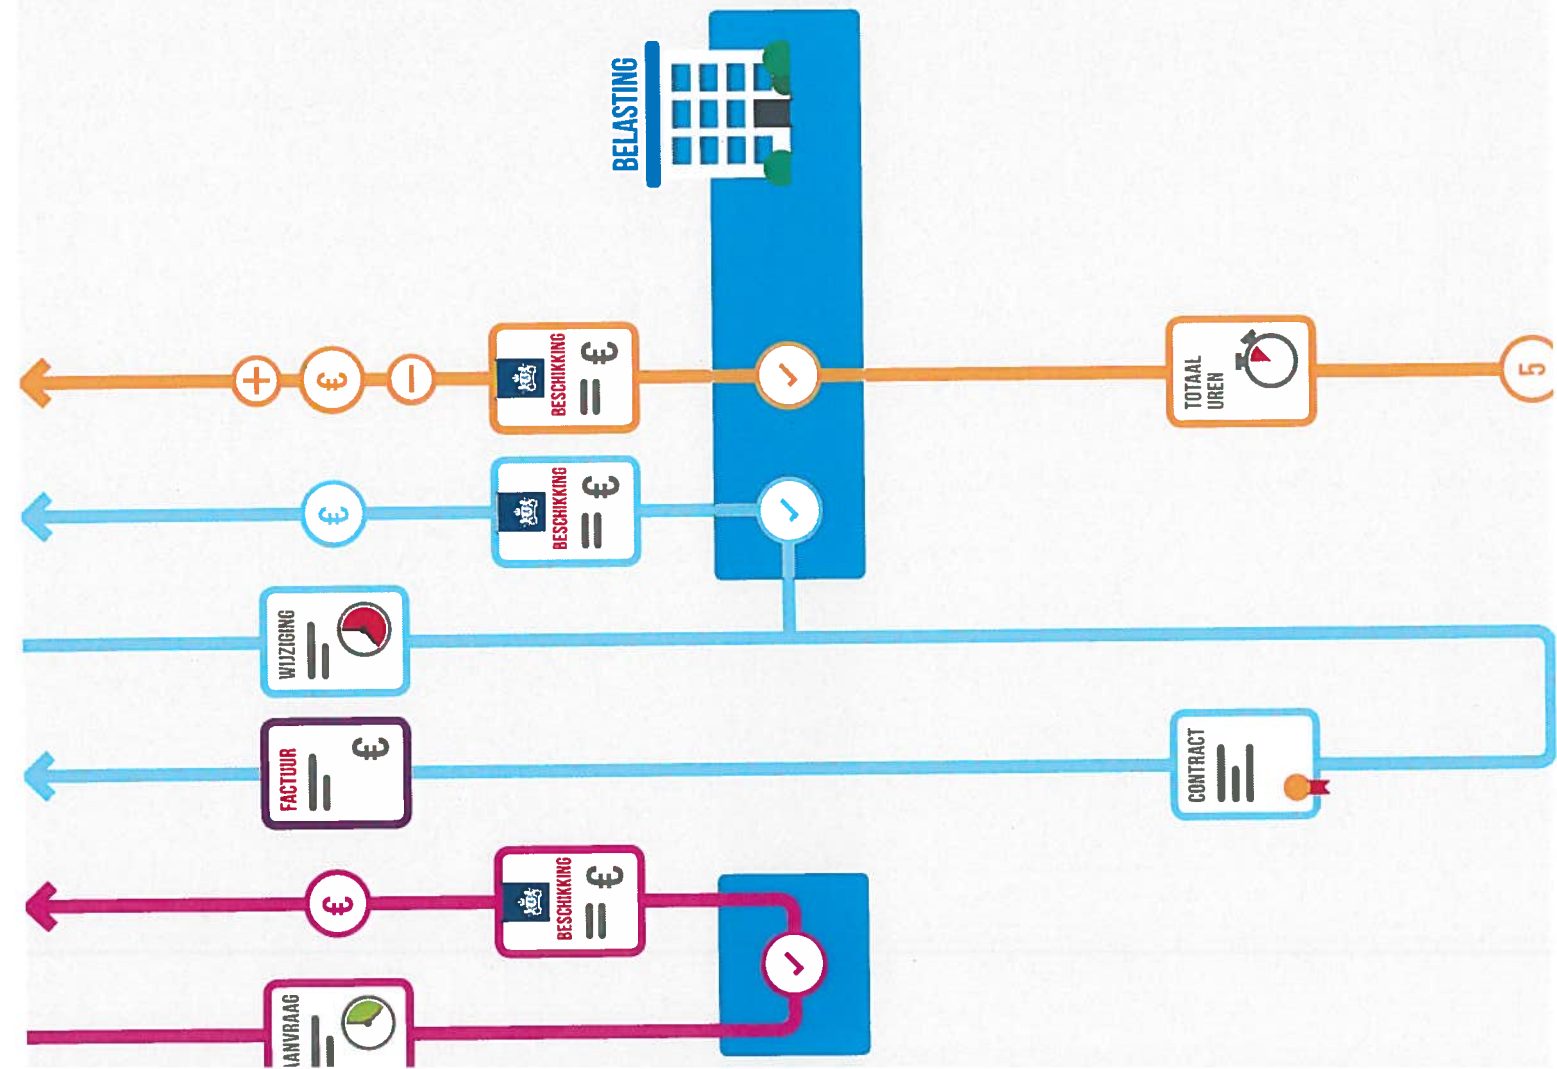 +
AANVRAAG
FACTUUR
€
WIJZIGING
€
€
€
−
BESCHIKKING
€
BESCHIKKING
€
BESCHIKKING
€
BELASTING
CONTRACT
TOTAAL
UREN
5